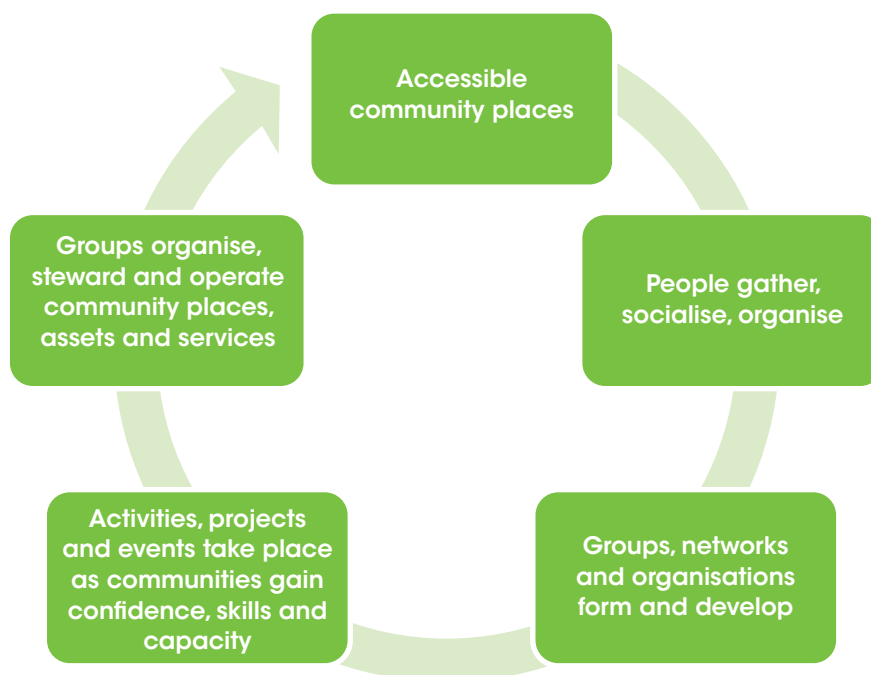 Accessible
community places
People gather,
socialise, organise
Groups, networks
and organisations
form and develop
Activities, projects
and events take place
as communities gain
confidence, skills and
capacity
Groups organise,
steward and operate
community places,
assets and services